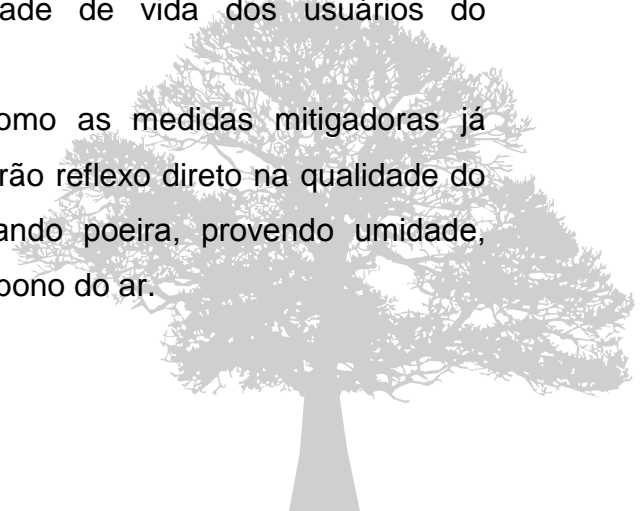 ade de vida dos usuários do
omo as medidas mitigadoras já
rão reflexo direto na qualidade do
ando poeira, provendo umidade,
bono do ar.